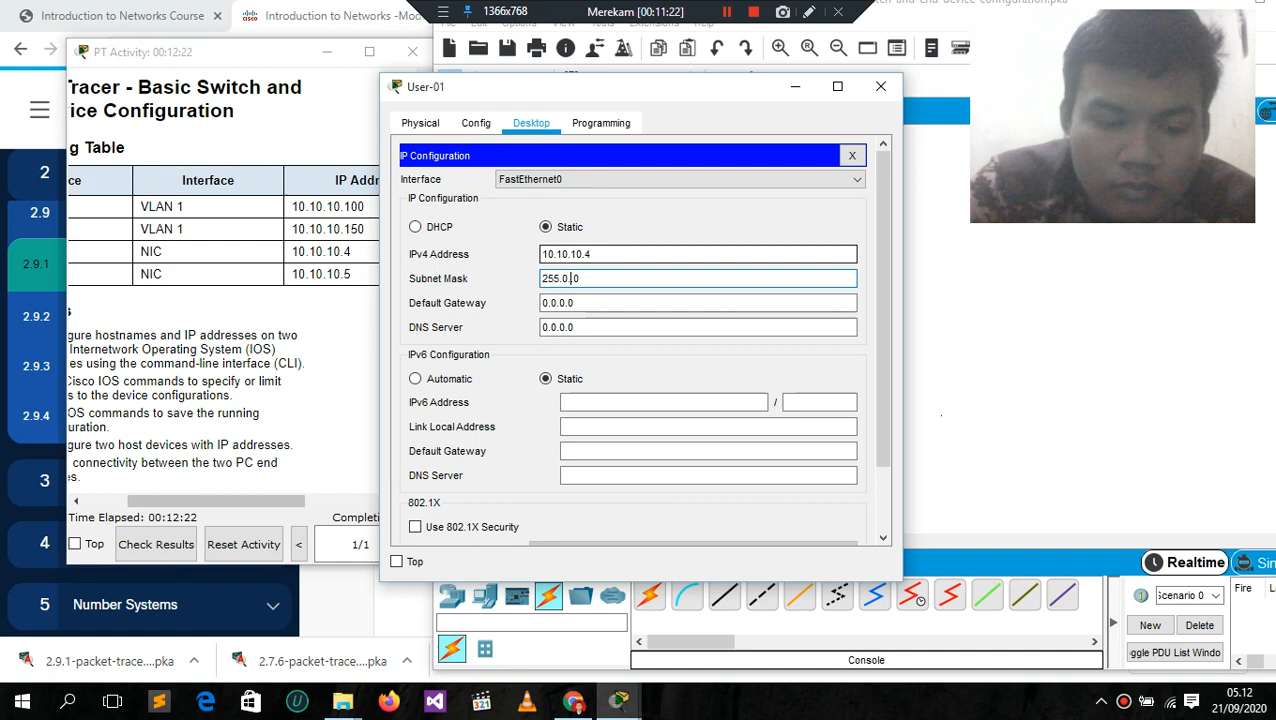 Introduction to Networks Course
Introduction to Networks - Mod
1366x768
Merekam [00:11:22]
File Edit Options View Tools Extensions
PT Activity: 00:12:22
Tracer - Basic Switch and
ice Configuration
g Table
ce Interface IP Addr
VLAN 1 10.10.10.100
VLAN 1 10.10.10.150
NIC 10.10.10.4
NIC 10.10.10.5
s
gure hostnames and IP addresses on two
Internetwork Operating System (IOS)
es using the command-line interface (CLI).
Cisco IOS commands to specify or limit
s to the device configurations.
OS commands to save the running
uration.
gure two host devices with IP addresses.
connectivity between the two PC end
es.
Time Elapsed: 00:12:22 Completi
Top
Check Results
Reset Activity
<
1/1
2
2.9
2.9.1
2.9.2
2.9.3
2.9.4
3
4
5 Number Systems
User-01
Physical Config Desktop Programming
IP Configuration X
Interface FastEthernet0
IP Configuration
DHCP Static
IPv4 Address 10.10.10.4
Subnet Mask 255.0.0
Default Gateway 0.0.0.0
DNS Server 0.0.0.0
IPv6 Configuration
Automatic Static
IPv6 Address /
Link Local Address
Default Gateway
DNS Server
802.1X
Use 802.1X Security
Top
Realtime
Sin
Scenario 0
Fire
New Delete
ggle PDU List Windo
Console
2.9.1-packet-trace....pka
2.7.6-packet-trace....pka
321
05.12
21/09/2020